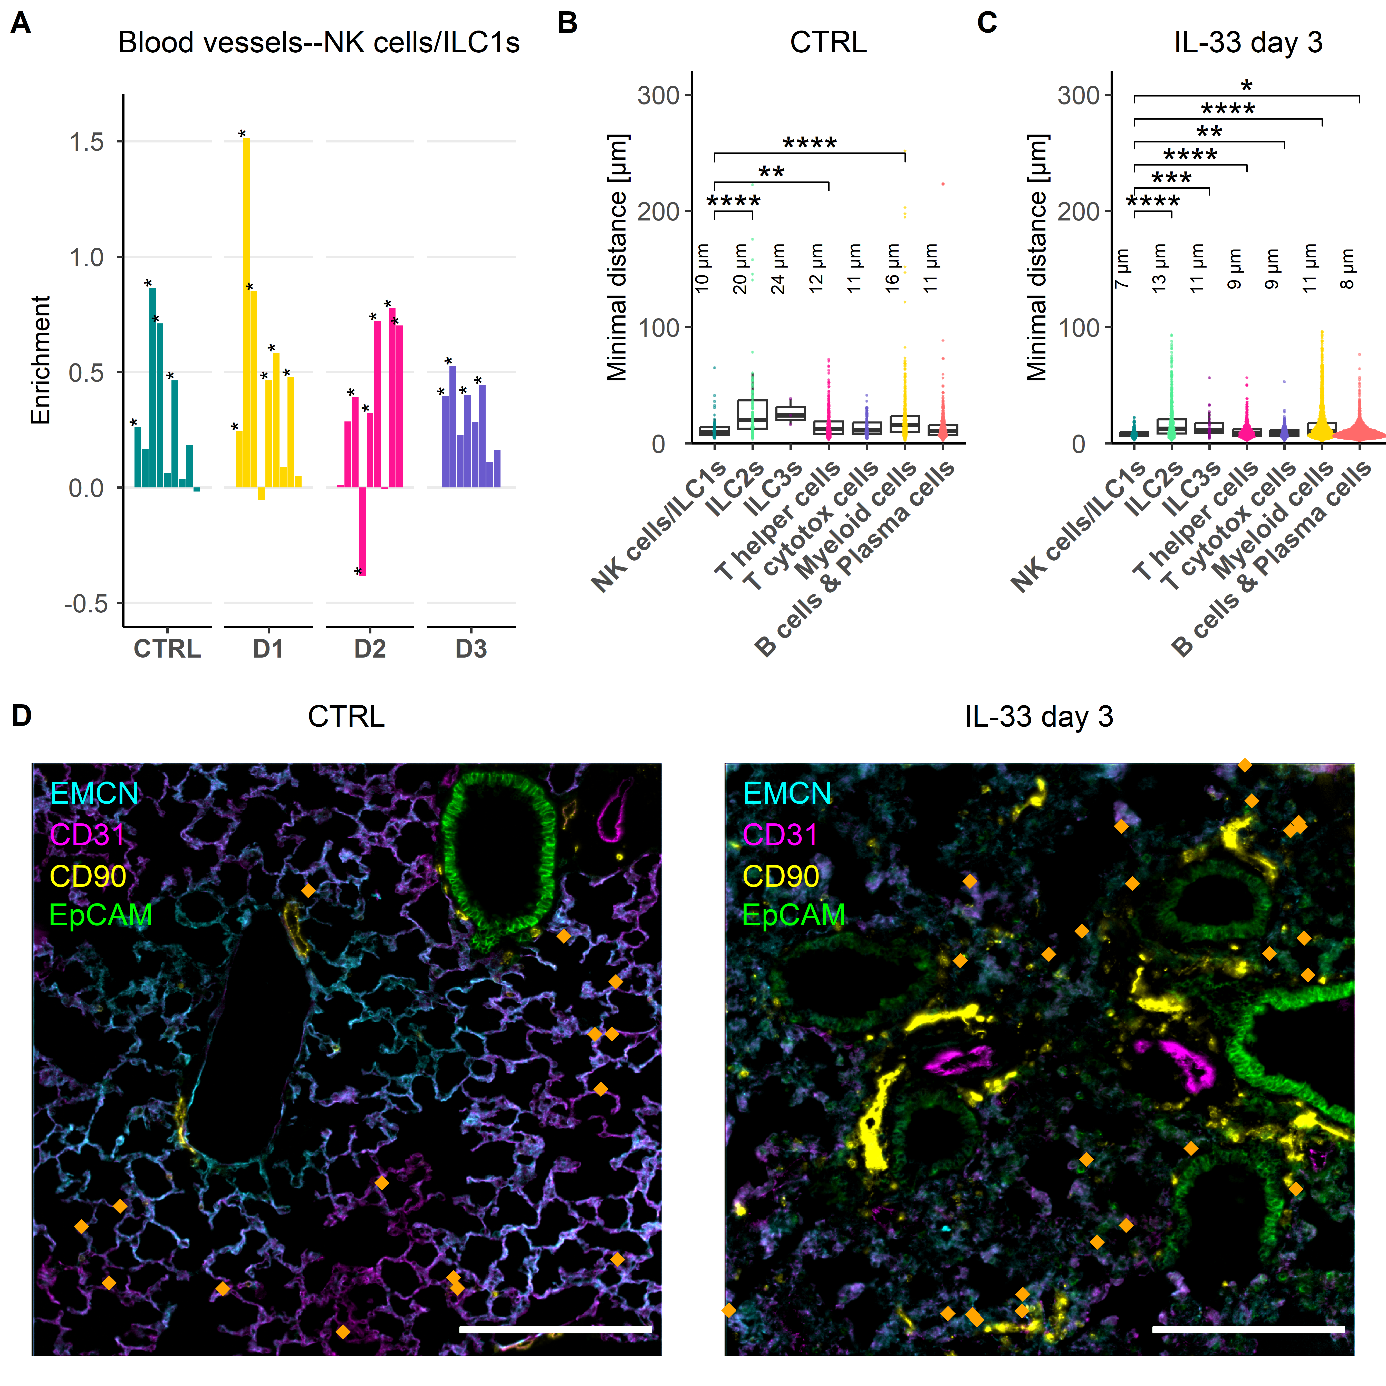 A
Blood vessels--NK cells/ILC1s
Enrichment
1.5
1.0
0.5
0.0
-0.5
* * * * * * * * * * * * * * * * * * * *
CTRL D1 D2 D3
B
CTRL
Minimal distance [µm]
300
200
100
0
****
**
****
10 µm 20 µm 24 µm 12 µm 11 µm 16 µm 11 µm
NK cells/ILC1s
ILC2s
ILC3s
T helper cells
T cytotox cells
Myeloid cells
B cells & Plasma cells
C
IL-33 day 3
Minimal distance [µm]
300
200
100
0
*
****
**
****
***
****
7 µm 13 µm 11 µm 9 µm 9 µm 11 µm 8 µm
NK cells/ILC1s
ILC2s
ILC3s
T helper cells
T cytotox cells
Myeloid cells
B cells & Plasma cells
D
CTRL
EMCN
CD31
CD90
EpCAM
IL-33 day 3
EMCN
CD31
CD90
EpCAM